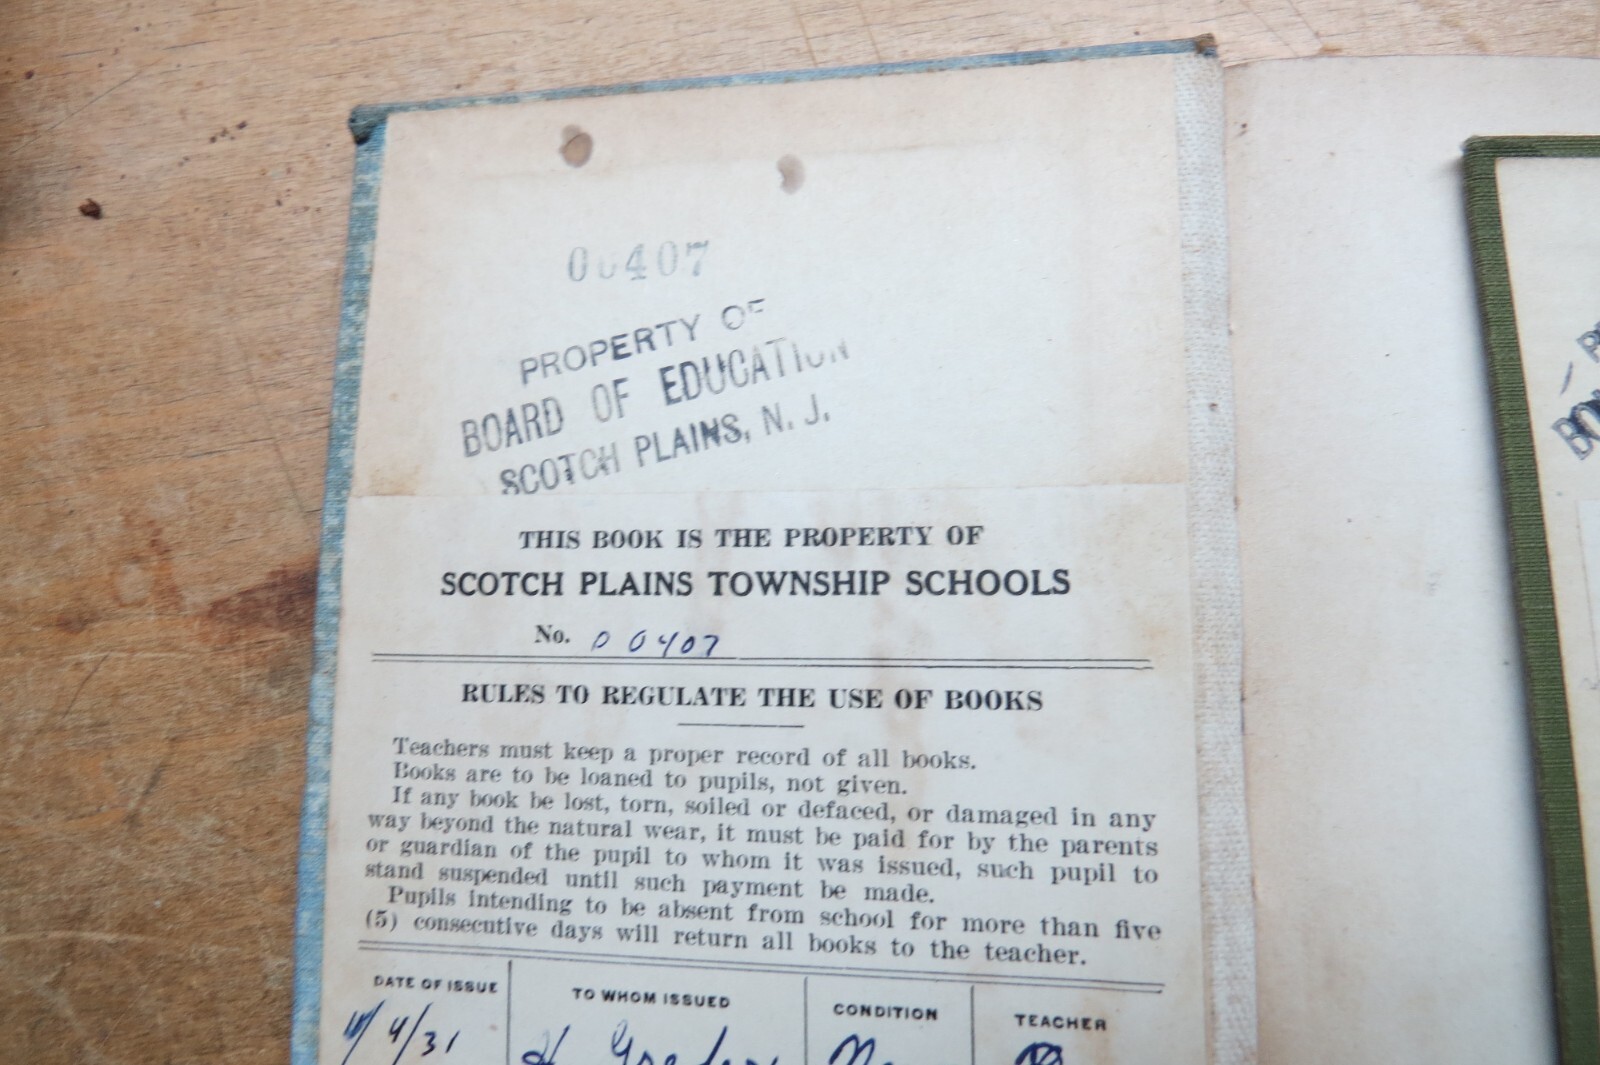 00407
PROPERTY OF
BOARD OF EDUCATION
SCOTCH PLAINS, N. J.
THIS BOOK IS THE PROPERTY OF
SCOTCH PLAINS TOWNSHIP SCHOOLS
No. 00407
RULES TO REGULATE THE USE OF BOOKS
Teachers must keep a proper record of all books.
Books are to be loaned to pupils, not given.
If any book be lost, torn, soiled or defaced, or damaged in any
way beyond the natural wear, it must be paid for by the parents
or guardian of the pupil to whom it was issued, such pupil to
stand suspended until such payment be made.
Pupils intending to be absent from school for more than five
(5) consecutive days will return all books to the teacher.
DATE OF ISSUE TO WHOM ISSUED CONDITION TEACHER
4/31 H.